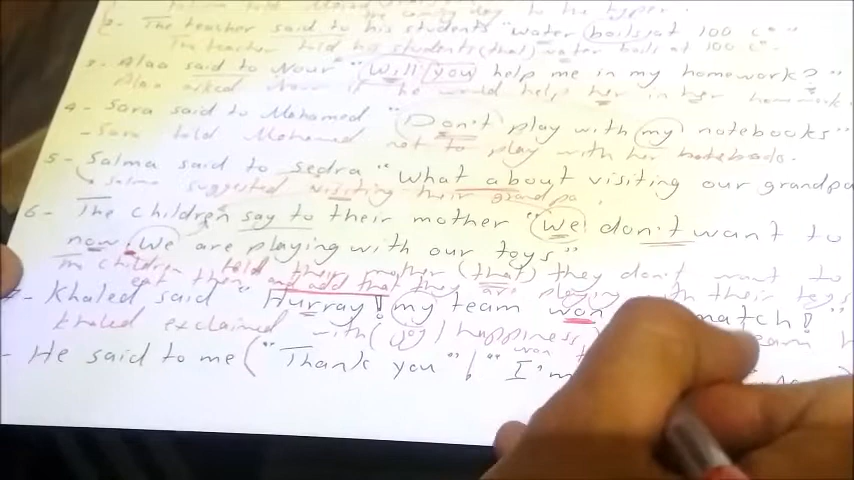 told
2- The teacher said to his students "water boils at 100 c°"
The teacher told his students (that) water boils at 100 c°.
3- Alaa said to Nour "Will you help me in my homework?"
Alaa asked Nour if he would help her in her homework.
4- Sara said to Mohamed "Don't play with my notebooks"
- Sara told Mohamed not to play with her notebooks.
5- Salma said to Sedra "What about visiting our grandpa
Salma suggested visiting their grandpa.
6- The children say to their mother "We don't want to
now. We are playing with our toys"
The children told their mother (that) they don't want to
eat then and add that they are playing with their toys
7- Khaled said "Hurray! my team won match!"
Khaled exclaimed with (joy) happiness
- He said to me ("Thank you"! "I'm